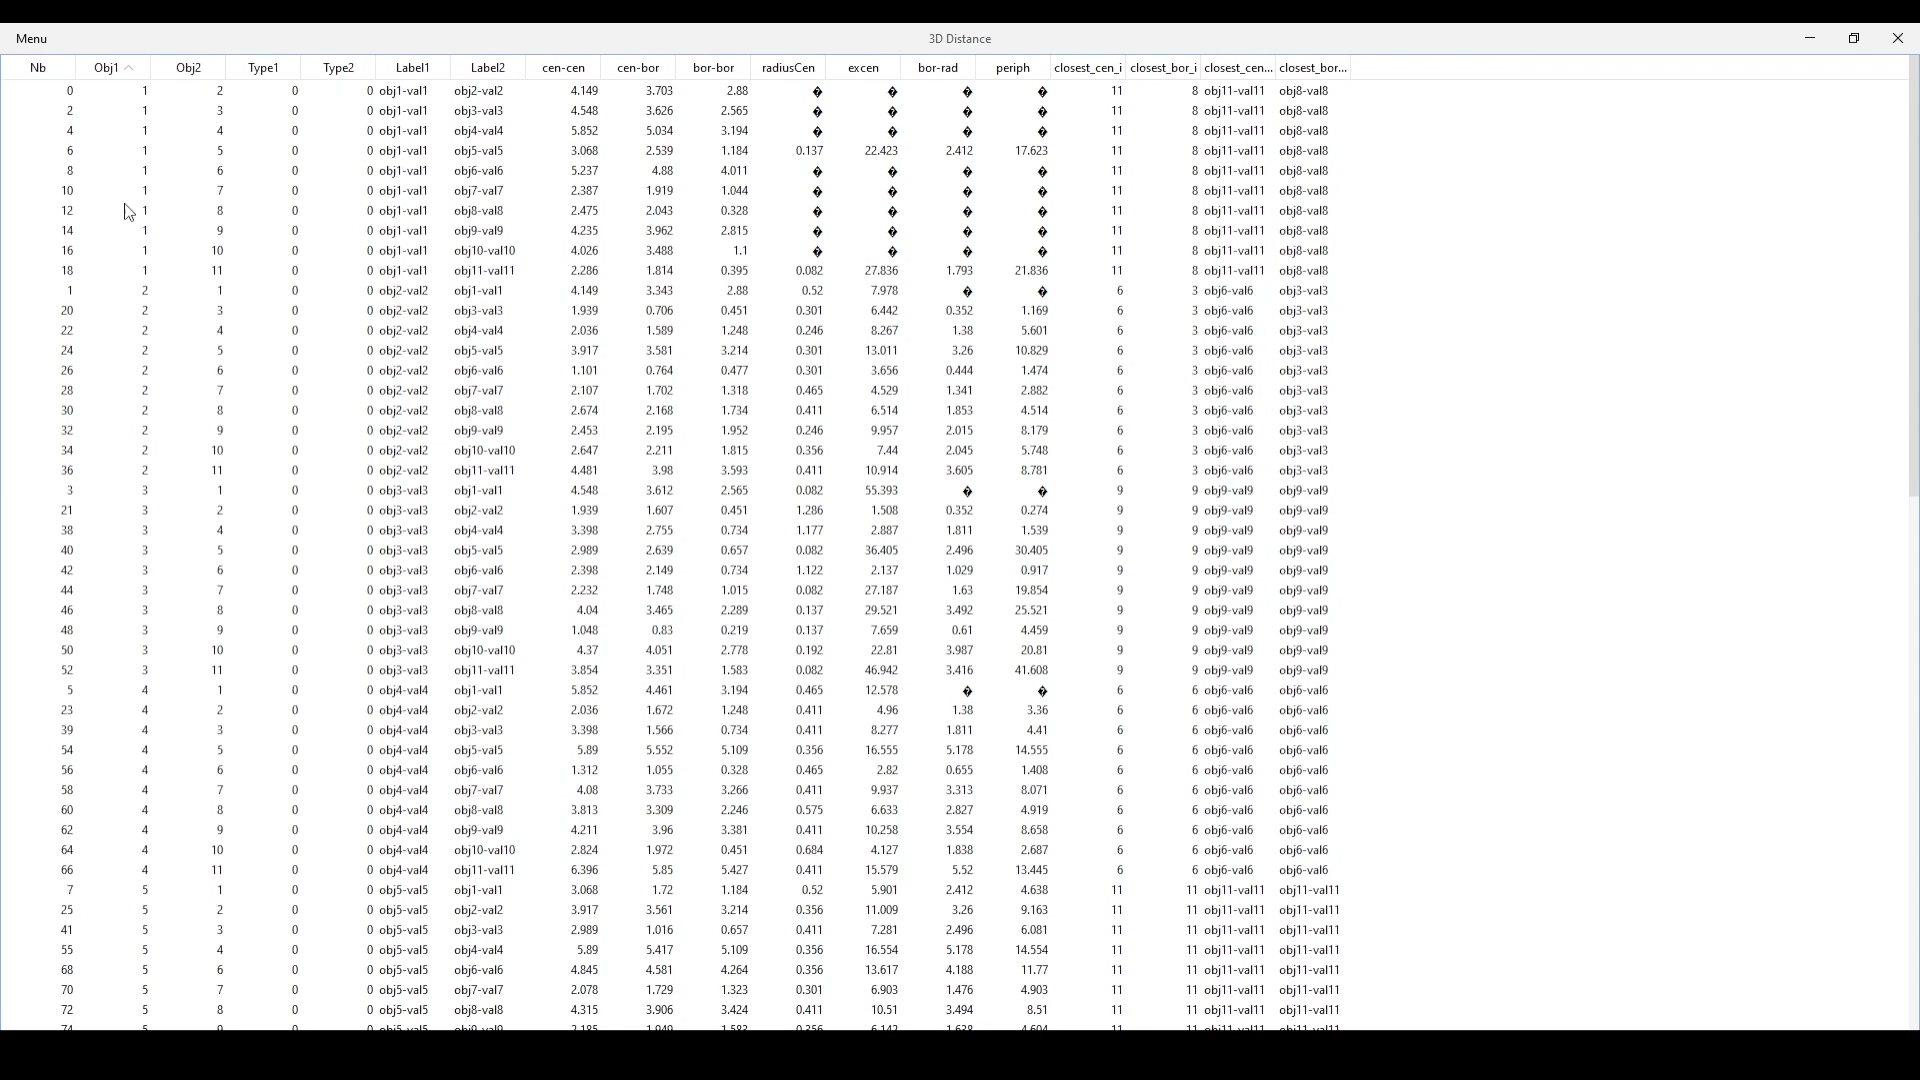 Menu
3D Distance
Nb Obj1 Obj2 Type1 Type2 Label1 Label2 cen-cen cen-bor bor-bor radiusCen excen bor-rad periph closest_cen_i closest_bor_i closest_cen... closest_bor...
0 1 2 0 0 obj1-val1 obj2-val2 4.149 3.703 2.88 � � � � 11 8 obj11-val11 obj8-val8
2 1 3 0 0 obj1-val1 obj3-val3 4.548 3.626 2.565 � � � � 11 8 obj11-val11 obj8-val8
4 1 4 0 0 obj1-val1 obj4-val4 5.852 5.034 3.194 � � � � 11 8 obj11-val11 obj8-val8
6 1 5 0 0 obj1-val1 obj5-val5 3.068 2.539 1.184 0.137 22.423 2.412 17.623 11 8 obj11-val11 obj8-val8
8 1 6 0 0 obj1-val1 obj6-val6 5.237 4.88 4.011 � � � � 11 8 obj11-val11 obj8-val8
10 1 7 0 0 obj1-val1 obj7-val7 2.387 1.919 1.044 � � � � 11 8 obj11-val11 obj8-val8
12 1 8 0 0 obj1-val1 obj8-val8 2.475 2.043 0.328 � � � � 11 8 obj11-val11 obj8-val8
14 1 9 0 0 obj1-val1 obj9-val9 4.235 3.962 2.815 � � � � 11 8 obj11-val11 obj8-val8
16 1 10 0 0 obj1-val1 obj10-val10 4.026 3.488 1.1 � � � � 11 8 obj11-val11 obj8-val8
18 1 11 0 0 obj1-val1 obj11-val11 2.286 1.814 0.395 0.082 27.836 1.793 21.836 11 8 obj11-val11 obj8-val8
1 2 1 0 0 obj2-val2 obj1-val1 4.149 3.343 2.88 0.52 7.978 � � 6 3 obj6-val6 obj3-val3
20 2 3 0 0 obj2-val2 obj3-val3 1.939 0.706 0.451 0.301 6.442 0.352 1.169 6 3 obj6-val6 obj3-val3
22 2 4 0 0 obj2-val2 obj4-val4 2.036 1.589 1.248 0.246 8.267 1.38 5.601 6 3 obj6-val6 obj3-val3
24 2 5 0 0 obj2-val2 obj5-val5 3.917 3.581 3.214 0.301 13.011 3.26 10.829 6 3 obj6-val6 obj3-val3
26 2 6 0 0 obj2-val2 obj6-val6 1.101 0.764 0.477 0.301 3.656 0.444 1.474 6 3 obj6-val6 obj3-val3
28 2 7 0 0 obj2-val2 obj7-val7 2.107 1.702 1.318 0.465 4.529 1.341 2.882 6 3 obj6-val6 obj3-val3
30 2 8 0 0 obj2-val2 obj8-val8 2.674 2.168 1.734 0.411 6.514 1.853 4.514 6 3 obj6-val6 obj3-val3
32 2 9 0 0 obj2-val2 obj9-val9 2.453 2.195 1.952 0.246 9.957 2.015 8.179 6 3 obj6-val6 obj3-val3
34 2 10 0 0 obj2-val2 obj10-val10 2.647 2.211 1.815 0.356 7.44 2.045 5.748 6 3 obj6-val6 obj3-val3
36 2 11 0 0 obj2-val2 obj11-val11 4.481 3.98 3.593 0.411 10.914 3.605 8.781 6 3 obj6-val6 obj3-val3
3 3 1 0 0 obj3-val3 obj1-val1 4.548 3.612 2.565 0.082 55.393 � � 9 9 obj9-val9 obj9-val9
21 3 2 0 0 obj3-val3 obj2-val2 1.939 1.607 0.451 1.286 1.508 0.352 0.274 9 9 obj9-val9 obj9-val9
38 3 4 0 0 obj3-val3 obj4-val4 3.398 2.755 0.734 1.177 2.887 1.811 1.539 9 9 obj9-val9 obj9-val9
40 3 5 0 0 obj3-val3 obj5-val5 2.989 2.639 0.657 0.082 36.405 2.496 30.405 9 9 obj9-val9 obj9-val9
42 3 6 0 0 obj3-val3 obj6-val6 2.398 2.149 0.734 1.122 2.137 1.029 0.917 9 9 obj9-val9 obj9-val9
44 3 7 0 0 obj3-val3 obj7-val7 2.232 1.748 1.015 0.082 27.187 1.63 19.854 9 9 obj9-val9 obj9-val9
46 3 8 0 0 obj3-val3 obj8-val8 4.04 3.465 2.289 0.137 29.521 3.492 25.521 9 9 obj9-val9 obj9-val9
48 3 9 0 0 obj3-val3 obj9-val9 1.048 0.83 0.219 0.137 7.659 0.61 4.459 9 9 obj9-val9 obj9-val9
50 3 10 0 0 obj3-val3 obj10-val10 4.37 4.051 2.778 0.192 22.81 3.987 20.81 9 9 obj9-val9 obj9-val9
52 3 11 0 0 obj3-val3 obj11-val11 3.854 3.351 1.583 0.082 46.942 3.416 41.608 9 9 obj9-val9 obj9-val9
5 4 1 0 0 obj4-val4 obj1-val1 5.852 4.461 3.194 0.465 12.578 � � 6 6 obj6-val6 obj6-val6
23 4 2 0 0 obj4-val4 obj2-val2 2.036 1.672 1.248 0.411 4.96 1.38 3.36 6 6 obj6-val6 obj6-val6
39 4 3 0 0 obj4-val4 obj3-val3 3.398 1.566 0.734 0.411 8.277 1.811 4.41 6 6 obj6-val6 obj6-val6
54 4 5 0 0 obj4-val4 obj5-val5 5.89 5.552 5.109 0.356 16.555 5.178 14.555 6 6 obj6-val6 obj6-val6
56 4 6 0 0 obj4-val4 obj6-val6 1.312 1.055 0.328 0.465 2.82 0.655 1.408 6 6 obj6-val6 obj6-val6
58 4 7 0 0 obj4-val4 obj7-val7 4.08 3.733 3.266 0.411 9.937 3.313 8.071 6 6 obj6-val6 obj6-val6
60 4 8 0 0 obj4-val4 obj8-val8 3.813 3.309 2.246 0.575 6.633 2.827 4.919 6 6 obj6-val6 obj6-val6
62 4 9 0 0 obj4-val4 obj9-val9 4.211 3.96 3.381 0.411 10.258 3.554 8.658 6 6 obj6-val6 obj6-val6
64 4 10 0 0 obj4-val4 obj10-val10 2.824 1.972 0.451 0.684 4.127 1.838 2.687 6 6 obj6-val6 obj6-val6
66 4 11 0 0 obj4-val4 obj11-val11 6.396 5.85 5.427 0.411 15.579 5.52 13.445 6 6 obj6-val6 obj6-val6
7 5 1 0 0 obj5-val5 obj1-val1 3.068 1.72 1.184 0.52 5.901 2.412 4.638 11 11 obj11-val11 obj11-val11
25 5 2 0 0 obj5-val5 obj2-val2 3.917 3.561 3.214 0.356 11.009 3.26 9.163 11 11 obj11-val11 obj11-val11
41 5 3 0 0 obj5-val5 obj3-val3 2.989 1.016 0.657 0.411 7.281 2.496 6.081 11 11 obj11-val11 obj11-val11
55 5 4 0 0 obj5-val5 obj4-val4 5.89 5.417 5.109 0.356 16.554 5.178 14.554 11 11 obj11-val11 obj11-val11
68 5 6 0 0 obj5-val5 obj6-val6 4.845 4.581 4.264 0.356 13.617 4.188 11.77 11 11 obj11-val11 obj11-val11
70 5 7 0 0 obj5-val5 obj7-val7 2.078 1.729 1.323 0.301 6.903 1.476 4.903 11 11 obj11-val11 obj11-val11
72 5 8 0 0 obj5-val5 obj8-val8 4.315 3.906 3.424 0.411 10.51 3.494 8.51 11 11 obj11-val11 obj11-val11